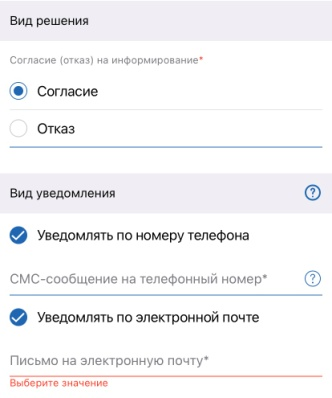 Вид решения
Согласие (отказ) на информирование*
Согласие
Отказ
Вид уведомления
?
Уведомлять по номеру телефона
СМС-сообщение на телефонный номер*
?
Уведомлять по электронной почте
Письмо на электронную почту*
Выберите значение